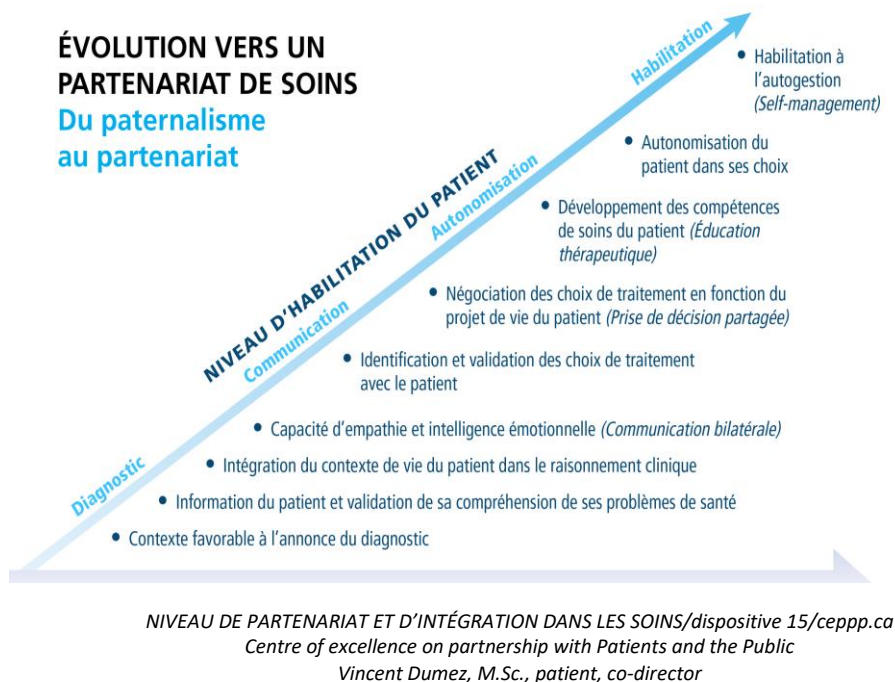 ÉVOLUTION VERS UN
PARTENARIAT DE SOINS
Du paternalisme
au partenariat
NIVEAU D'HABILITATION DU PATIENT
Diagnostic
Communication
Autonomisation
Habilitation
• Habilitation à
l'autogestion
(Self-management)
• Autonomisation du
patient dans ses choix
• Développement des compétences
de soins du patient (Éducation
thérapeutique)
• Négociation des choix de traitement en fonction du
projet de vie du patient (Prise de décision partagée)
• Identification et validation des choix de traitement
avec le patient
• Capacité d'empathie et intelligence émotionnelle (Communication bilatérale)
• Intégration du contexte de vie du patient dans le raisonnement clinique
• Information du patient et validation de sa compréhension de ses problèmes de santé
• Contexte favorable à l'annonce du diagnostic
NIVEAU DE PARTENARIAT ET D'INTÉGRATION DANS LES SOINS/dispositive 15/ceppp.ca
Centre of excellence on partnership with Patients and the Public
Vincent Dumez, M.Sc., patient, co-director